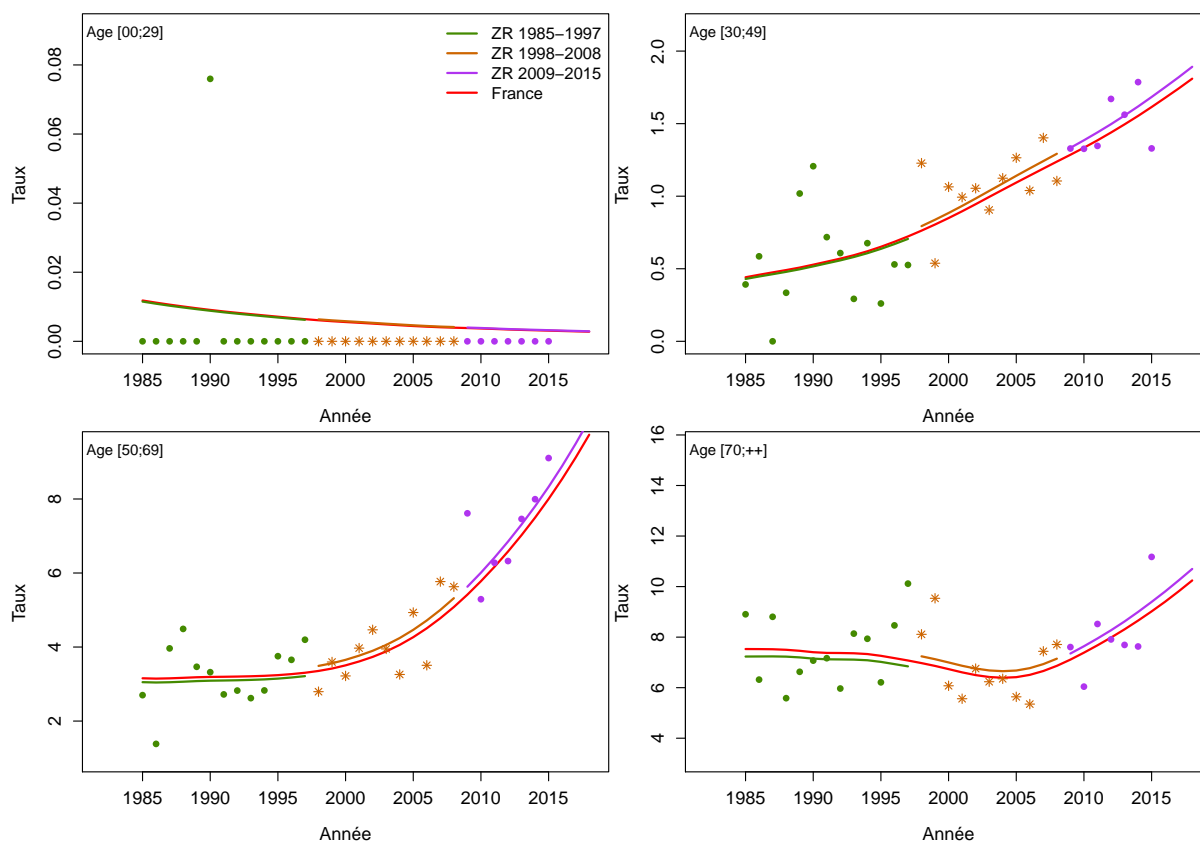 Age [00;29]
ZR 1985–1997
ZR 1998–2008
ZR 2009–2015
France
Taux
0.00
0.02
0.04
0.06
0.08
1985 1990 1995 2000 2005 2010 2015
Année
Age [30;49]
Taux
0.0
0.5
1.0
1.5
2.0
1985 1990 1995 2000 2005 2010 2015
Année
Age [50;69]
Taux
2
4
6
8
1985 1990 1995 2000 2005 2010 2015
Année
Age [70;++]
Taux
4
6
8
10
12
14
16
1985 1990 1995 2000 2005 2010 2015
Année